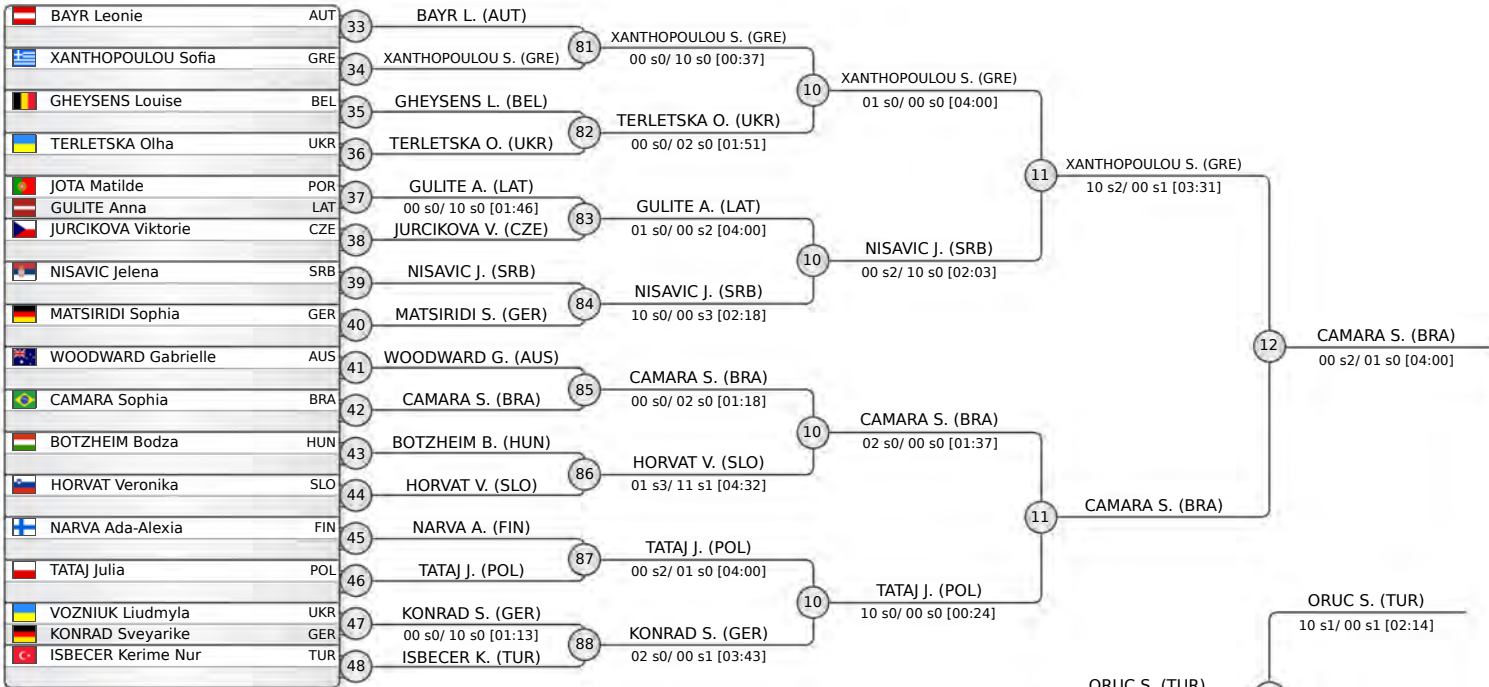 BAYR Leonie AUT
XANTHOPOULOU Sofia GRE
GHEYSENS Louise BEL
TERLETSKA Olha UKR
JOTA Matilde POR
GULITE Anna LAT
JURCIKOVA Viktorie CZE
NISAVIC Jelena SRB
MATSIRIDI Sophia GER
WOODWARD Gabrielle AUS
CAMARA Sophia BRA
BOTZHEIM Bodza HUN
HORVAT Veronika SLO
NARVA Ada-Alexia FIN
TATAJ Julia POL
VOZNIUK Liudmyla UKR
KONRAD Sveyarike GER
ISBECER Kerime Nur TUR
33
34
35
36
37
38
39
40
41
42
43
44
45
46
47
48
BAYR L. (AUT)
XANTHOPOULOU S. (GRE)
GHEYSENS L. (BEL)
TERLETSKA O. (UKR)
GULITE A. (LAT)
00 s0/ 10 s0 [01:46]
JURCIKOVA V. (CZE)
NISAVIC J. (SRB)
MATSIRIDI S. (GER)
WOODWARD G. (AUS)
CAMARA S. (BRA)
BOTZHEIM B. (HUN)
HORVAT V. (SLO)
NARVA A. (FIN)
TATAJ J. (POL)
KONRAD S. (GER)
00 s0/ 10 s0 [01:13]
ISBECER K. (TUR)
81
82
83
84
85
86
87
88
XANTHOPOULOU S. (GRE)
00 s0/ 10 s0 [00:37]
TERLETSKA O. (UKR)
00 s0/ 02 s0 [01:51]
GULITE A. (LAT)
01 s0/ 00 s2 [04:00]
NISAVIC J. (SRB)
10 s0/ 00 s3 [02:18]
CAMARA S. (BRA)
00 s0/ 02 s0 [01:18]
HORVAT V. (SLO)
01 s3/ 11 s1 [04:32]
TATAJ J. (POL)
00 s2/ 01 s0 [04:00]
KONRAD S. (GER)
02 s0/ 00 s1 [03:43]
10
10
10
10
XANTHOPOULOU S. (GRE)
01 s0/ 00 s0 [04:00]
NISAVIC J. (SRB)
00 s2/ 10 s0 [02:03]
CAMARA S. (BRA)
02 s0/ 00 s0 [01:37]
TATAJ J. (POL)
10 s0/ 00 s0 [00:24]
11
11
XANTHOPOULOU S. (GRE)
10 s2/ 00 s1 [03:31]
CAMARA S. (BRA)
12
CAMARA S. (BRA)
00 s2/ 01 s0 [04:00]
ORUC S. (TUR)
10 s1/ 00 s1 [02:14]
ORUC S. (TUR)